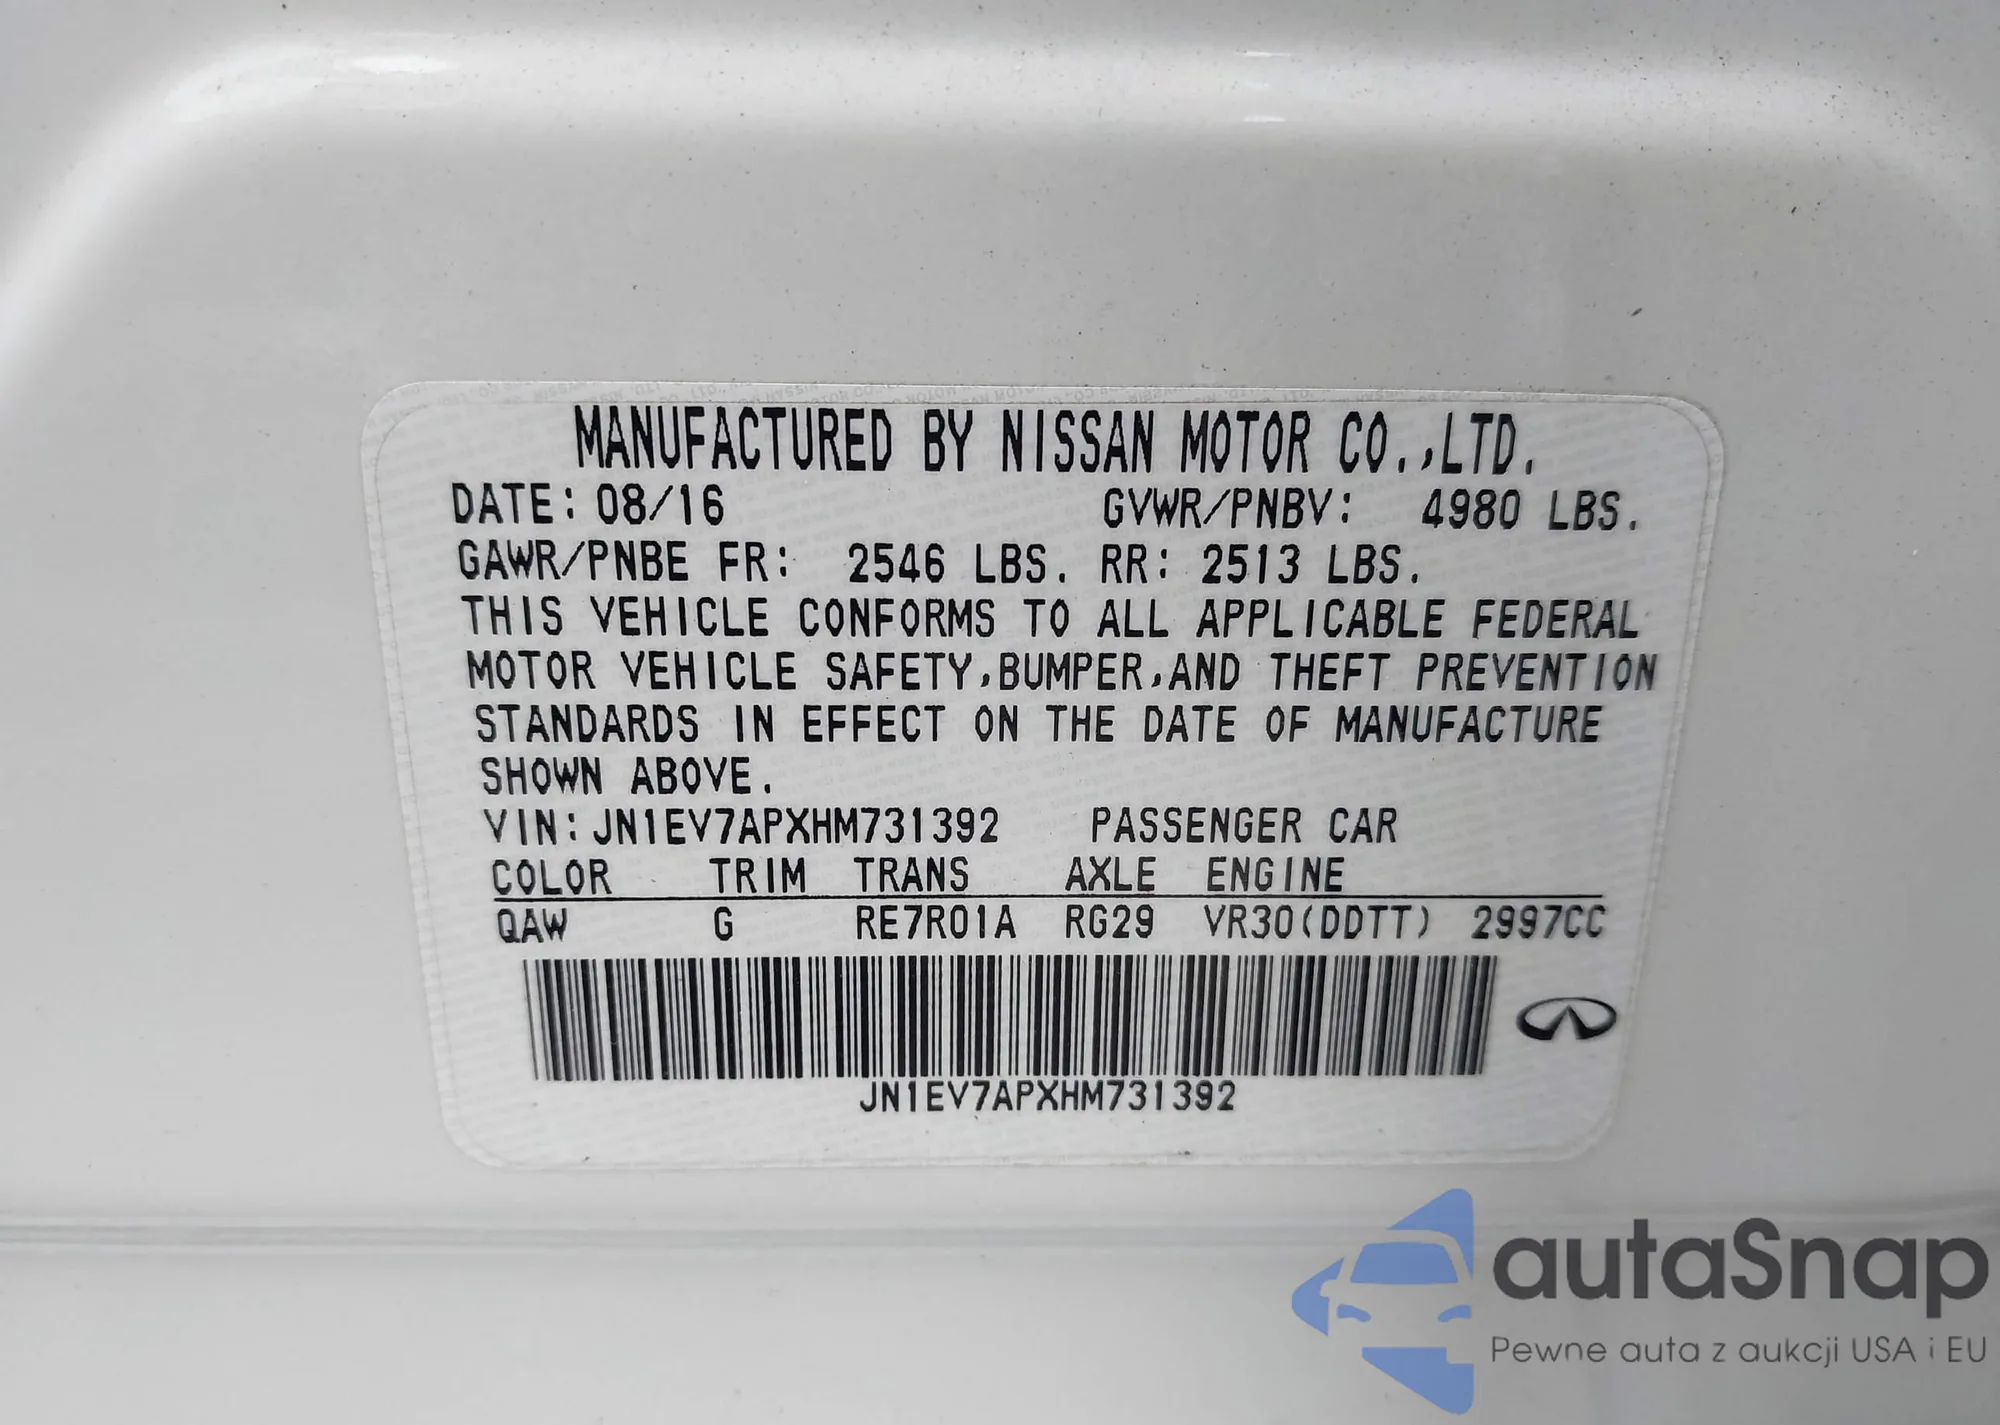 MANUFACTURED BY NISSAN MOTOR CO.,LTD.
DATE: 08/16 GVWR/PNBV: 4980 LBS.
GAWR/PNBE FR: 2546 LBS. RR: 2513 LBS.
THIS VEHICLE CONFORMS TO ALL APPLICABLE FEDERAL
MOTOR VEHICLE SAFETY,BUMPER,AND THEFT PREVENTION
STANDARDS IN EFFECT ON THE DATE OF MANUFACTURE
SHOWN ABOVE.
VIN:JN1EV7APXHM731392 PASSENGER CAR
COLOR TRIM TRANS AXLE ENGINE
QAW G RE7R01A RG29 VR30(DDTT) 2997CC
JN1EV7APXHM731392
autaSnap
Pewne auta z aukcji USA i EU